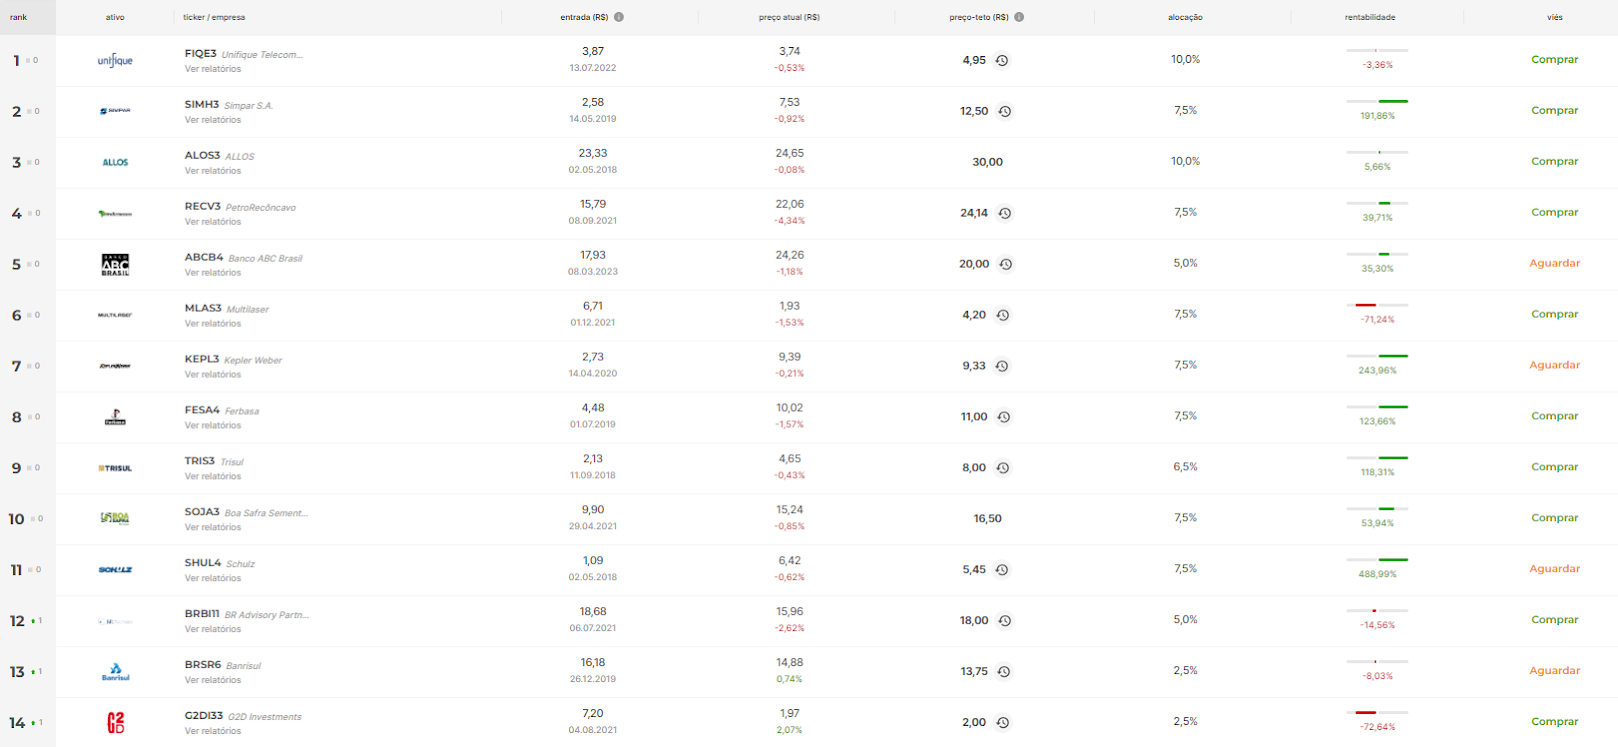 rank ativo ticker / empresa entrada (R$) preço atual (R$) preço-teto (R$) alocação rentabilidade viés
1 0 unifique FIQE3 Unifique Telecom... 3,87 3,74 4,95 10,0% Comprar
Ver relatórios 13.07.2022 -0,53% -3,36%
2 0 SIMPAR SIMH3 Simpar S.A. 2,58 7,53 12,50 7,5% Comprar
Ver relatórios 14.05.2019 -0,92% 191,86%
3 0 ALLOS ALOS3 ALLOS 23,33 24,65 30,00 10,0% Comprar
Ver relatórios 02.05.2018 -0,08% 5,66%
4 0 RECV3 PetroRecôncavo 15,79 22,06 24,14 7,5% Comprar
Ver relatórios 08.09.2021 -4,34% 39,71%
5 0 BANCO ABC BRASIL ABCB4 Banco ABC Brasil 17,93 24,26 20,00 5,0% Aguardar
Ver relatórios 08.03.2023 -1,18% 35,30%
6 0 MULTILASER MLAS3 Multilaser 6,71 1,93 4,20 7,5% Comprar
Ver relatórios 01.12.2021 -1,53% -71,24%
7 0 KEPL3 Kepler Weber 2,73 9,39 9,33 7,5% Aguardar
Ver relatórios 14.04.2020 -0,21% 243,96%
8 0 Ferbasa FESA4 Ferbasa 4,48 10,02 11,00 7,5% Comprar
Ver relatórios 01.07.2019 -1,57% 123,66%
9 0 TRISUL TRIS3 Trisul 2,13 4,65 8,00 6,5% Comprar
Ver relatórios 11.09.2018 -0,43% 118,31%
10 0 BOA SAFRA SOJA3 Boa Safra Sement... 9,90 15,24 16,50 7,5% Comprar
Ver relatórios 29.04.2021 -0,85% 53,94%
11 0 SCHULZ SHUL4 Schulz 1,09 6,42 5,45 7,5% Aguardar
Ver relatórios 02.05.2018 -0,62% 488,99%
12 1 BRBI11 BR Advisory Partn... 18,68 15,96 18,00 5,0% Comprar
Ver relatórios 06.07.2021 -2,62% -14,56%
13 1 Banrisul BRSR6 Banrisul 16,18 14,88 13,75 2,5% Aguardar
Ver relatórios 26.12.2019 0,74% -8,03%
14 1 G2D G2DI33 G2D Investments 7,20 1,97 2,00 2,5% Comprar
Ver relatórios 04.08.2021 2,07% -72,64%